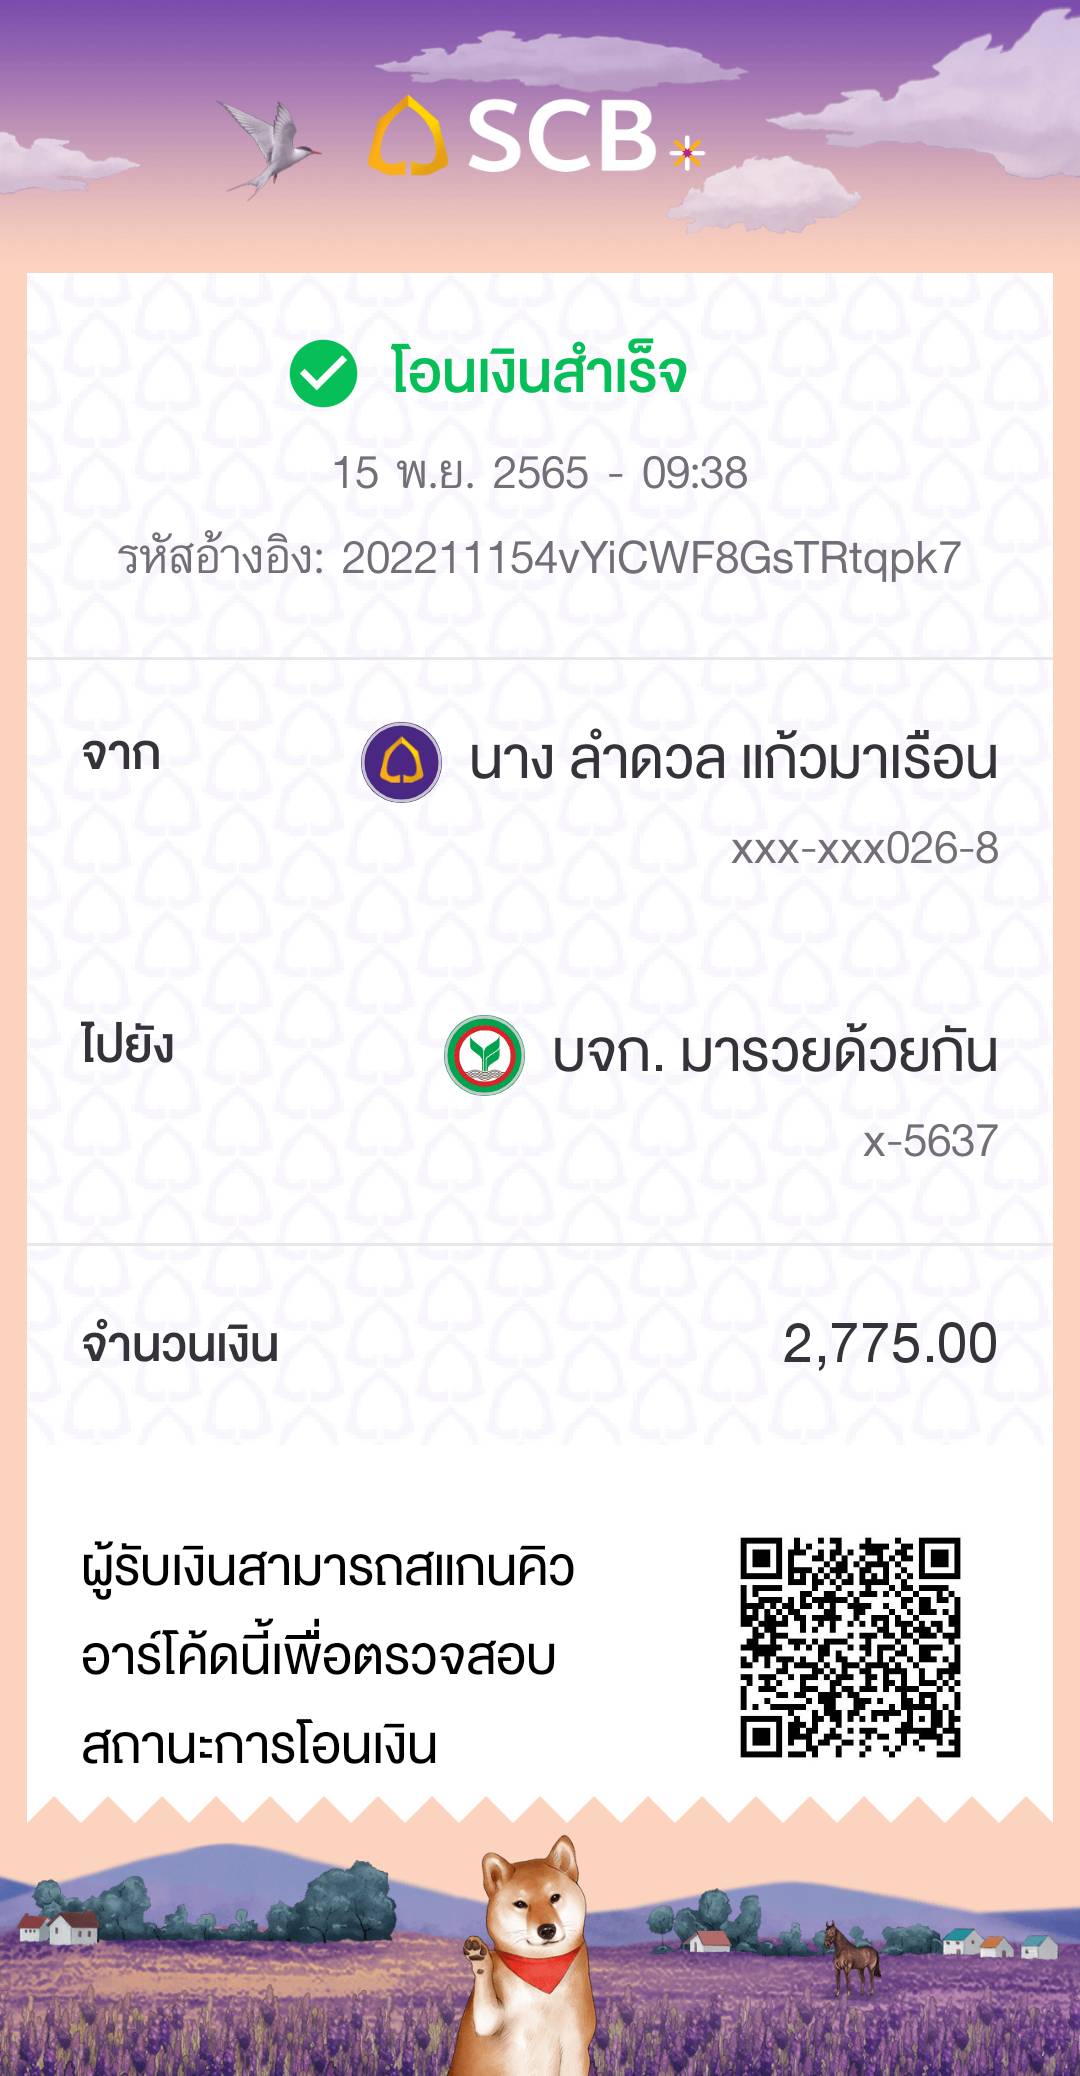 SCB
โอนเงินสำเร็จ
15 พ.ย. 2565 - 09:38
รหัสอ้างอิง: 202211154vYiCWF8GsTRtqpk7
จาก
นาง ลำดวล แก้วมาเรือน
xxx-xxx026-8
ไปยัง
บจก. มารวยด้วยกัน
x-5637
จำนวนเงิน
2,775.00
ผู้รับเงินสามารถสแกนคิว
อาร์โค้ดนี้เพื่อตรวจสอบ
สถานะการโอนเงิน